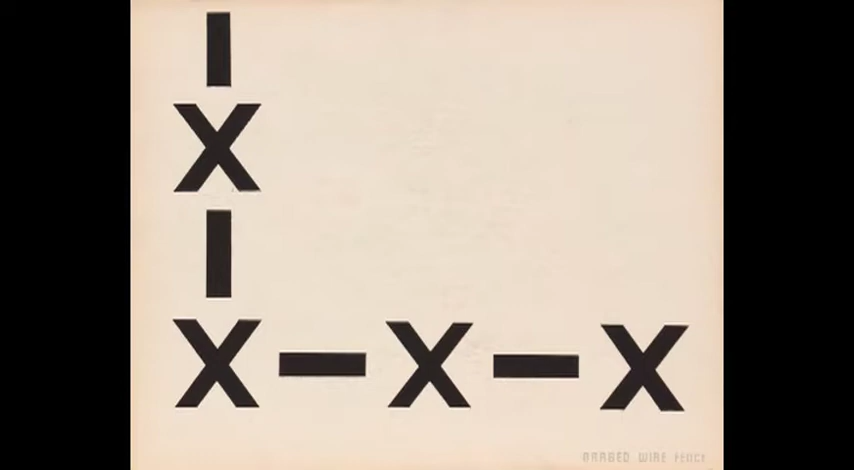 |
X
|
X — X — X
BARBED WIRE FENCE